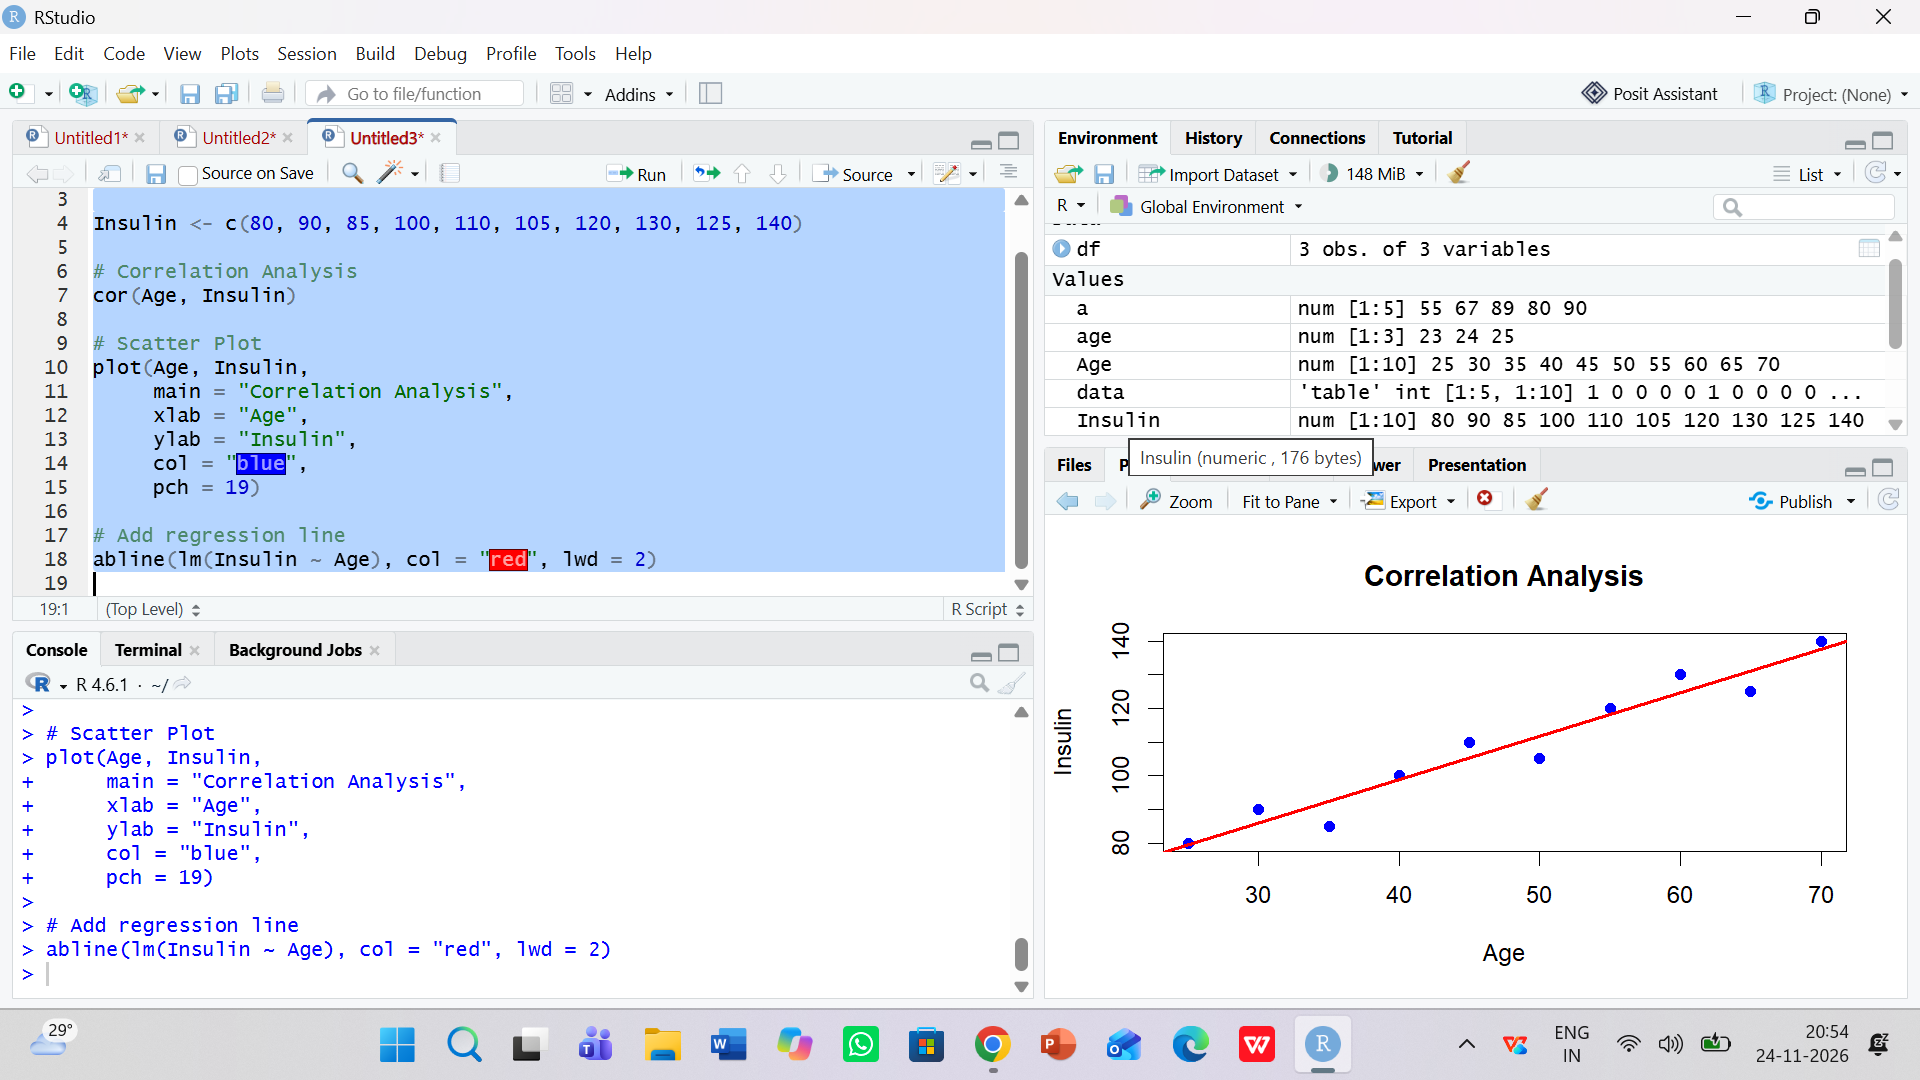 RStudio
File Edit Code View Plots Session Build Debug Profile Tools Help
Go to file/function Addins Posit Assistant Project: (None)
Untitled1* Untitled2* Untitled3*
Source on Save Run Source
3
4 Insulin <- c(80, 90, 85, 100, 110, 105, 120, 130, 125, 140)
5
6 # Correlation Analysis
7 cor(Age, Insulin)
8
9 # Scatter Plot
10 plot(Age, Insulin,
11 main = "Correlation Analysis",
12 xlab = "Age",
13 ylab = "Insulin",
14 col = "blue",
15 pch = 19)
16
17 # Add regression line
18 abline(lm(Insulin ~ Age), col = "red", lwd = 2)
19
19:1 (Top Level) R Script
Console Terminal Background Jobs
R 4.6.1 · ~/
>
> # Scatter Plot
> plot(Age, Insulin,
+ main = "Correlation Analysis",
+ xlab = "Age",
+ ylab = "Insulin",
+ col = "blue",
+ pch = 19)
>
> # Add regression line
> abline(lm(Insulin ~ Age), col = "red", lwd = 2)
>
Environment History Connections Tutorial
Import Dataset 148 MiB List
R Global Environment
df 3 obs. of 3 variables
Values
a num [1:5] 55 67 89 80 90
age num [1:3] 23 24 25
Age num [1:10] 25 30 35 40 45 50 55 60 65 70
data 'table' int [1:5, 1:10] 1 0 0 0 0 1 0 0 0 0 ...
Insulin num [1:10] 80 90 85 100 110 105 120 130 125 140
Insulin (numeric , 176 bytes)
Files P wer Presentation
Zoom Fit to Pane Export Publish
Correlation Analysis
Insulin
80 100 120 140
30 40 50 60 70
Age
29°
ENG
IN
20:54
24-11-2026